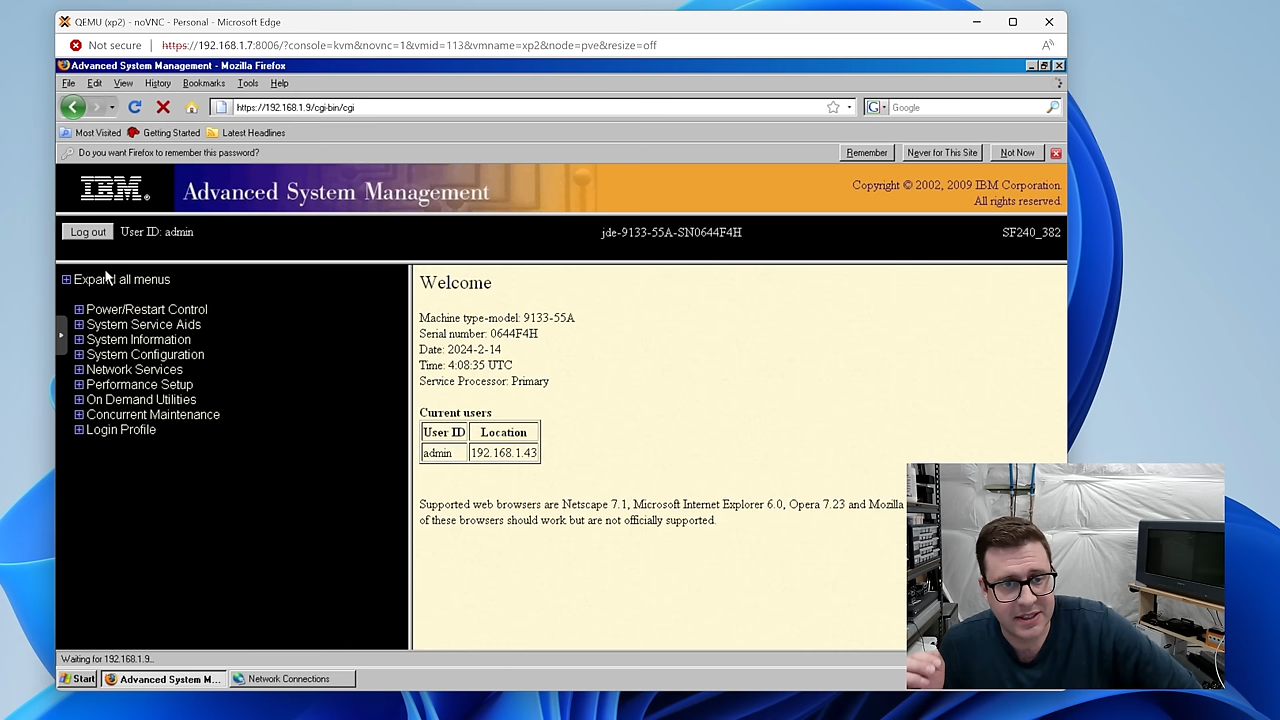 QEMU (xp2) - noVNC - Personal - Microsoft Edge
Not secure | https://192.168.1.7:8006/?console=kvm&novnc=1&vmid=113&vmname=xp2&node=pve&resize=off
Advanced System Management - Mozilla Firefox
File Edit View History Bookmarks Tools Help
https://192.168.1.9/cgi-bin/cgi
Google
Most Visited Getting Started Latest Headlines
Do you want Firefox to remember this password?
Remember Never for This Site Not Now
IBM
Advanced System Management
Copyright © 2002, 2009 IBM Corporation.
All rights reserved.
Log out User ID: admin jde-9133-55A-SN0644F4H SF240_382
Expand all menus
Power/Restart Control
System Service Aids
System Information
System Configuration
Network Services
Performance Setup
On Demand Utilities
Concurrent Maintenance
Login Profile
Welcome
Machine type-model: 9133-55A
Serial number: 0644F4H
Date: 2024-2-14
Time: 4:08:35 UTC
Service Processor: Primary
Current users
User ID Location
admin 192.168.1.43
Supported web browsers are Netscape 7.1, Microsoft Internet Explorer 6.0, Opera 7.23 and Mozilla
of these browsers should work but are not officially supported.
Waiting for 192.168.1.9...
Start Advanced System M... Network Connections